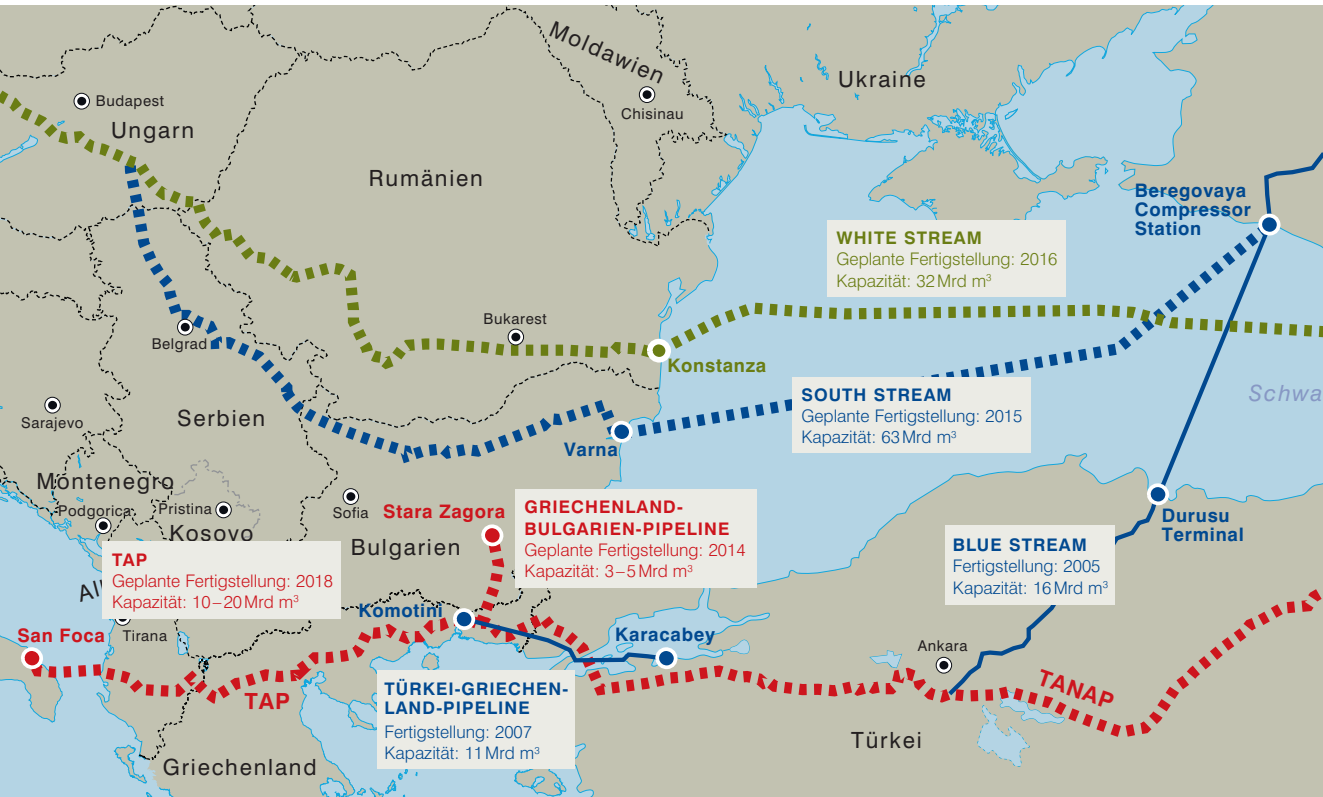 Moldawien
Ukraine
Budapest
Chisinau
Ungarn
Rumänien
Beregovaya
Compressor
Station
WHITE STREAM
Geplante Fertigstellung: 2016
Kapazität: 32 Mrd m³
Bukarest
Belgrad
Konstanza
SOUTH STREAM
Geplante Fertigstellung: 2015
Kapazität: 63 Mrd m³
Schwa
Sarajevo
Serbien
Varna
Montenegro
Podgorica
Pristina
Kosovo
Sofia
Stara Zagora
Bulgarien
GRIECHENLAND-
BULGARIEN-PIPELINE
Geplante Fertigstellung: 2014
Kapazität: 3–5 Mrd m³
Durusu
Terminal
BLUE STREAM
Fertigstellung: 2005
Kapazität: 16 Mrd m³
TAP
Geplante Fertigstellung: 2018
Kapazität: 10–20 Mrd m³
Al
Tirana
San Foca
Komotini
Karacabey
Ankara
TAP
TANAP
TÜRKEI-GRIECHEN-
LAND-PIPELINE
Fertigstellung: 2007
Kapazität: 11 Mrd m³
Türkei
Griechenland